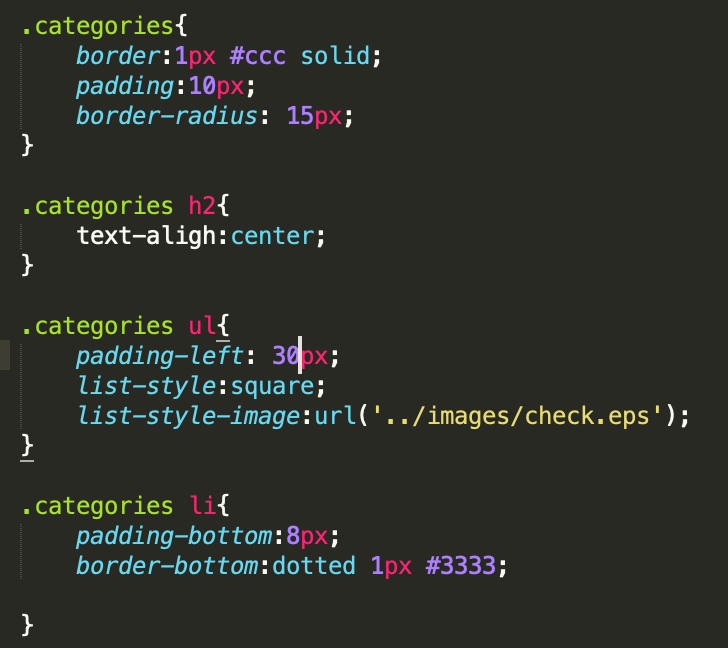 .categories{
border:1px #ccc solid;
padding:10px;
border-radius: 15px;
}
.categories h2{
text-aligh:center;
}
.categories ul{
padding-left: 30px;
list-style:square;
list-style-image:url('../images/check.eps');
}
.categories li{
padding-bottom:8px;
border-bottom:dotted 1px #3333;
}